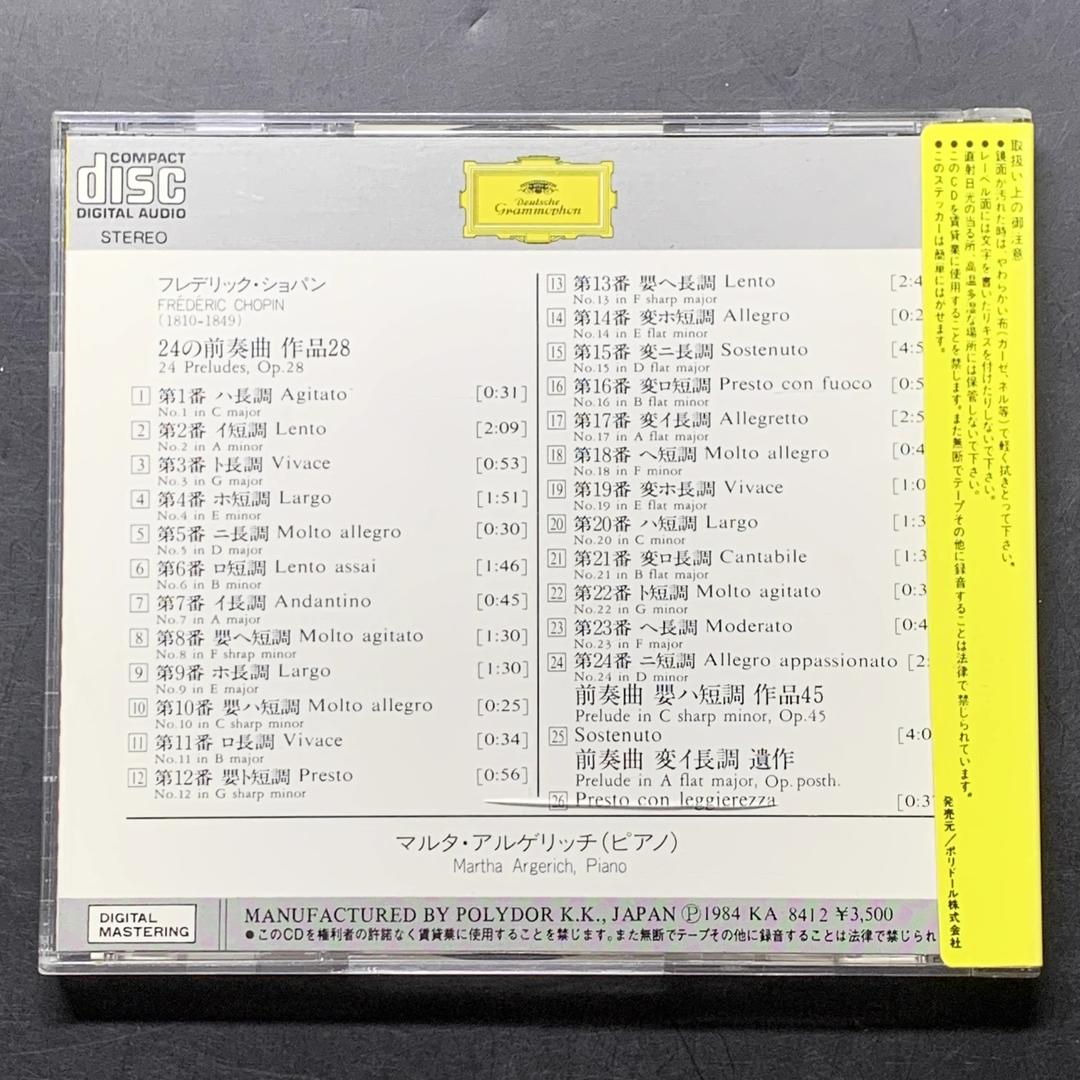 COMPACT
disc
DIGITAL AUDIO
STEREO
Deutsche
Grammophon
フレデリック・ショパン
FRÉDÉRIC CHOPIN
(1810-1849)
24の前奏曲 作品28
24 Preludes, Op.28
1 第1番 ハ長調 Agitato [0:31]
No.1 in C major
2 第2番 イ短調 Lento [2:09]
No.2 in A minor
3 第3番 ト長調 Vivace [0:53]
No.3 in G major
4 第4番 ホ短調 Largo [1:51]
No.4 in E minor
5 第5番 ニ長調 Molto allegro [0:30]
No.5 in D major
6 第6番 ロ短調 Lento assai [1:46]
No.6 in B minor
7 第7番 イ長調 Andantino [0:45]
No.7 in A major
8 第8番 嬰ヘ短調 Molto agitato [1:30]
No.8 in F shrap minor
9 第9番 ホ長調 Largo [1:30]
No.9 in E major
10 第10番 嬰ハ短調 Molto allegro [0:25]
No.10 in C sharp minor
11 第11番 ロ長調 Vivace [0:34]
No.11 in B major
12 第12番 嬰ト短調 Presto [0:56]
No.12 in G sharp minor
13 第13番 嬰ヘ長調 Lento [2:4
No.13 in F sharp major
14 第14番 変ホ短調 Allegro [0:2
No.14 in E flat minor
15 第15番 変ニ長調 Sostenuto [4:5
No.15 in D flat major
16 第16番 変ロ短調 Presto con fuoco [0:5
No.16 in B flat minor
17 第17番 変イ長調 Allegretto [2:5
No.17 in A flat major
18 第18番 ヘ短調 Molto allegro [0:4
No.18 in F minor
19 第19番 変ホ長調 Vivace [1:0
No.19 in E flat major
20 第20番 ハ短調 Largo [1:3
No.20 in C minor
21 第21番 変ロ長調 Cantabile [1:3
No.21 in B flat major
22 第22番 ト短調 Molto agitato [0:3
No.22 in G minor
23 第23番 ヘ長調 Moderato [0:4
No.23 in F major
24 第24番 ニ短調 Allegro appassionato [2:
No.24 in D minor
前奏曲 嬰ハ短調 作品45
Prelude in C sharp minor, Op.45
25 Sostenuto [4:0
前奏曲 変イ長調 遺作
Prelude in A flat major, Op. posth.
26 Presto con leggierezza [0:3
マルタ・アルゲリッチ(ピアノ)
Martha Argerich, Piano
DIGITAL
MASTERING
MANUFACTURED BY POLYDOR K.K., JAPAN Ⓟ1984 KA 8412 ¥3,500
●このCDを権利者の許諾なく賃貸業に使用することを禁じます。また無断でテープその他に録音することは法律で禁じられ
取扱い上の御注意
●鏡面が汚れた時は、やわらかい布(ガーゼ、ネル等)で軽く拭きとって下さい。
●レーベル面には文字を書いたりキズを付けたりしないで下さい。
●直射日光の当る所、高温多湿な場所には保管しないで下さい。
●このCDを賃貸業に使用することを禁じます。また無断でテープその他に録音することは法律で禁じられています。
●このステッカーは簡単にはがせます。
発売元/ポリドール株式会社